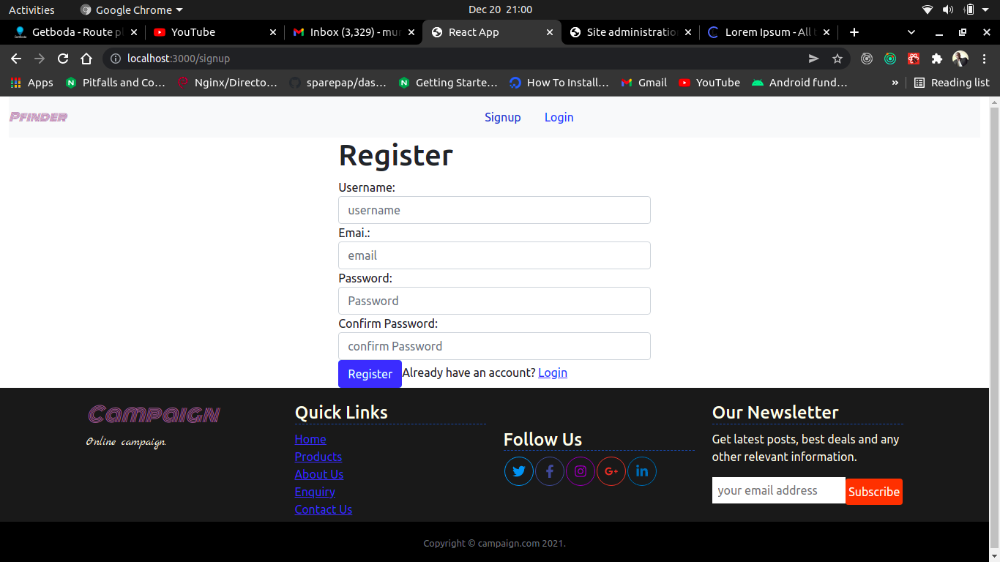 Activities Google Chrome Dec 20 21:00
Getboda - Route p YouTube Inbox (3,329) - mu React App Site administratio Lorem Ipsum - All
localhost:3000/signup
Apps Pitfalls and Co… Nginx/Directo… sparepap/das… Getting Starte… How To Install… Gmail YouTube Android fund… » Reading list
PFINDER Signup Login
Register
Username:
username
Emai.:
email
Password:
Password
Confirm Password:
confirm Password
Register Already have an account? Login
Campaign
Online campaign.
Quick Links
Home
Products
About Us
Enquiry
Contact Us
Follow Us
Our Newsletter
Get latest posts, best deals and any
other relevant information.
your email address Subscribe
Copyright © campaign.com 2021.